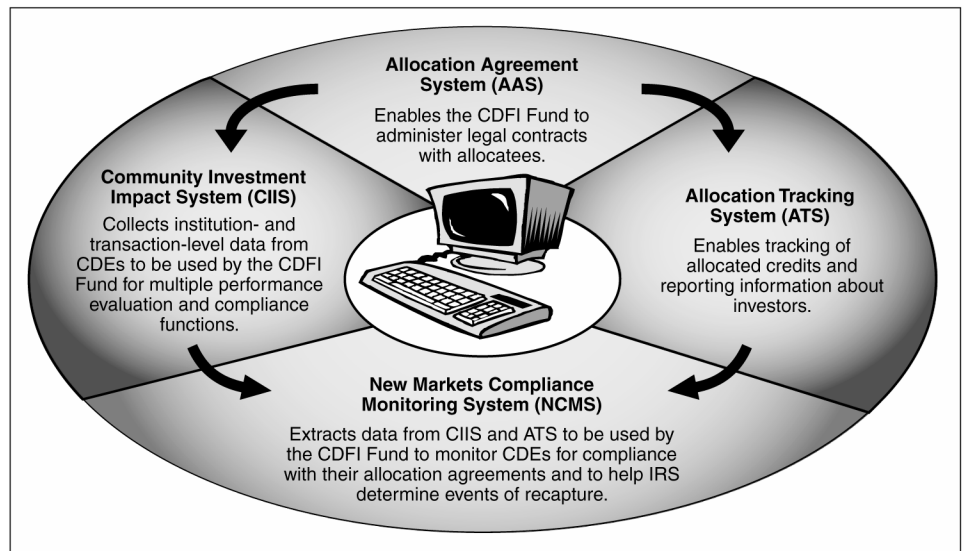 Allocation Agreement
System (AAS)
Enables the CDFI Fund to
administer legal contracts
with allocatees.
Community Investment
Impact System (CIIS)
Collects institution- and
transaction-level data from
CDEs to be used by the CDFI
Fund for multiple performance
evaluation and compliance
functions.
Allocation Tracking
System (ATS)
Enables tracking of
allocated credits and
reporting information about
investors.
New Markets Compliance
Monitoring System (NCMS)
Extracts data from CIIS and ATS to be used by
the CDFI Fund to monitor CDEs for compliance
with their allocation agreements and to help IRS
determine events of recapture.